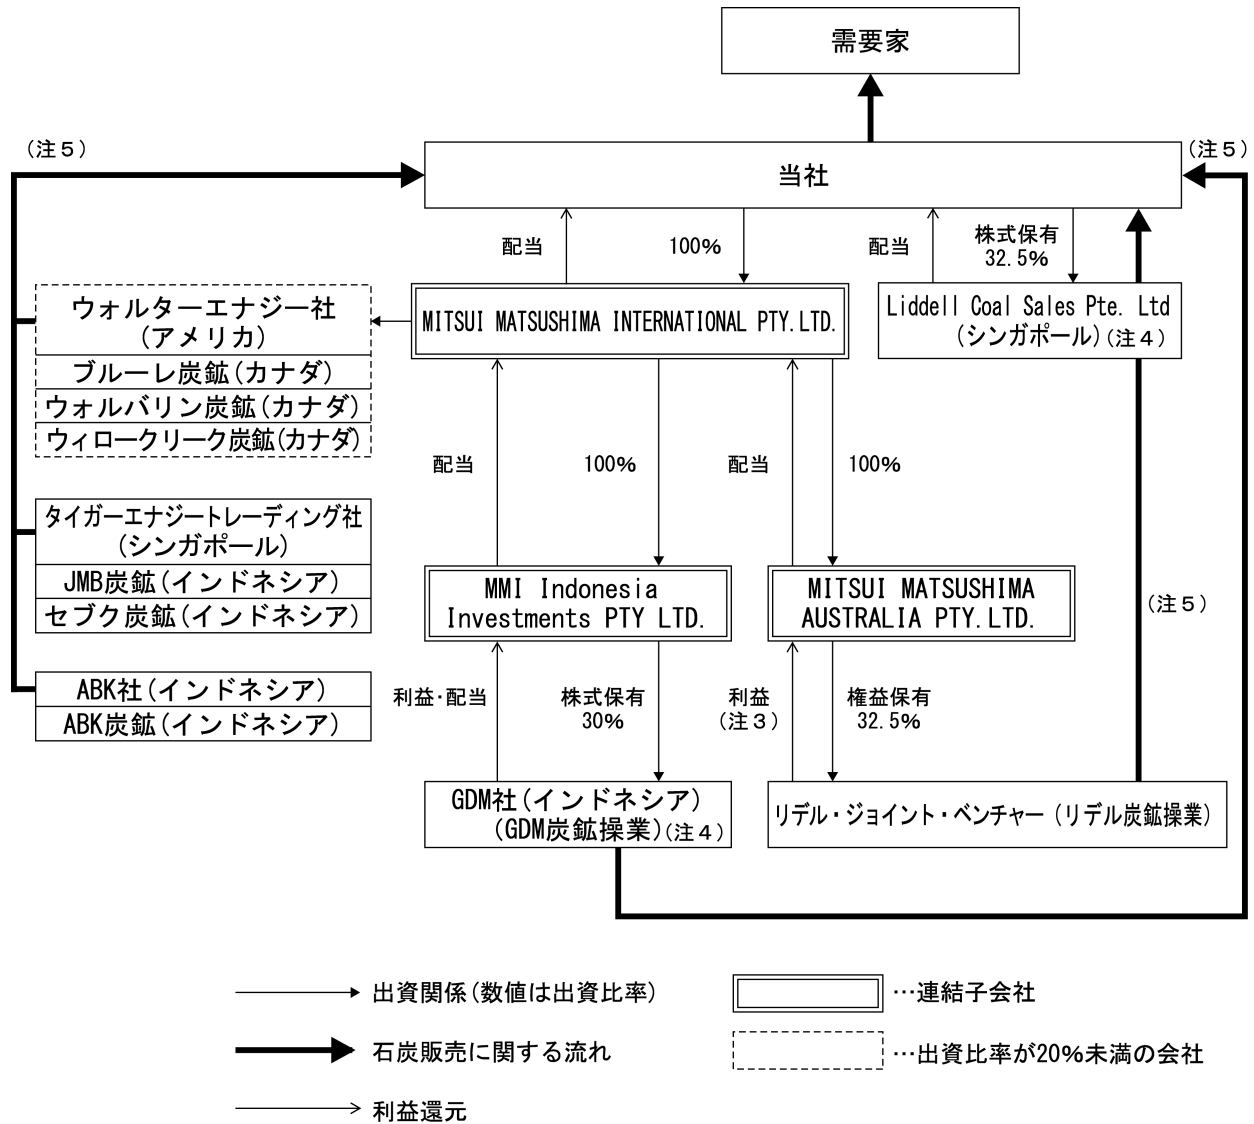 需要家
(注5)
当社
(注5)
配当
100%
配当
株式保有
32.5%
ウォルターエナジー社
(アメリカ)
ブルーレ炭鉱(カナダ)
ウォルバリン炭鉱(カナダ)
ウィロークリーク炭鉱(カナダ)
MITSUI MATSUSHIMA INTERNATIONAL PTY.LTD.
Liddell Coal Sales Pte. Ltd
(シンガポール)(注4)
配当
100%
配当
100%
タイガーエナジートレーディング社
(シンガポール)
JMB炭鉱(インドネシア)
セブク炭鉱(インドネシア)
MMI Indonesia
Investments PTY LTD.
MITSUI MATSUSHIMA
AUSTRALIA PTY.LTD.
(注5)
ABK社(インドネシア)
ABK炭鉱(インドネシア)
利益・配当
株式保有
30%
利益
(注3)
権益保有
32.5%
GDM社(インドネシア)
(GDM炭鉱操業)(注4)
リデル・ジョイント・ベンチャー(リデル炭鉱操業)
出資関係(数値は出資比率)
…連結子会社
石炭販売に関する流れ
…出資比率が20%未満の会社
利益還元